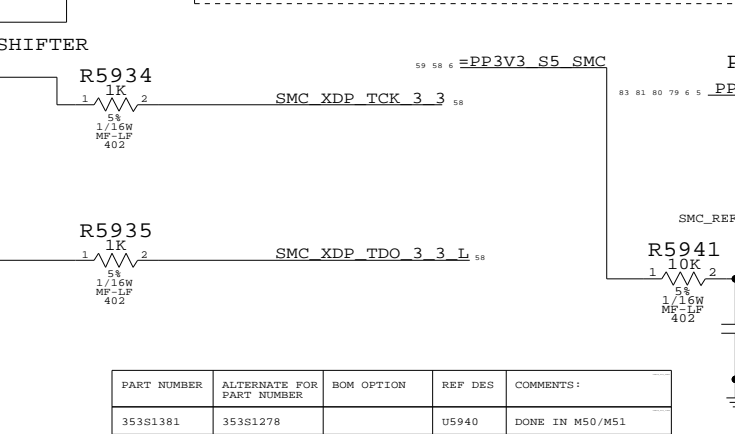 SHIFTER
R5934
1K
1 2
5%
1/16W
MF-LF
402
SMC_XDP_TCK_3_3 58
59 58 6 =PP3V3_S5_SMC
83 81 80 79 6 5 PP
SMC_REF
R5935
1K
1 2
5%
1/16W
MF-LF
402
SMC_XDP_TDO_3_3_L 58
R5941
10K
1 2
5%
1/16W
MF-LF
402
PART NUMBER ALTERNATE FOR PART NUMBER BOM OPTION REF DES COMMENTS:
353S1381 353S1278 U5940 DONE IN M50/M51